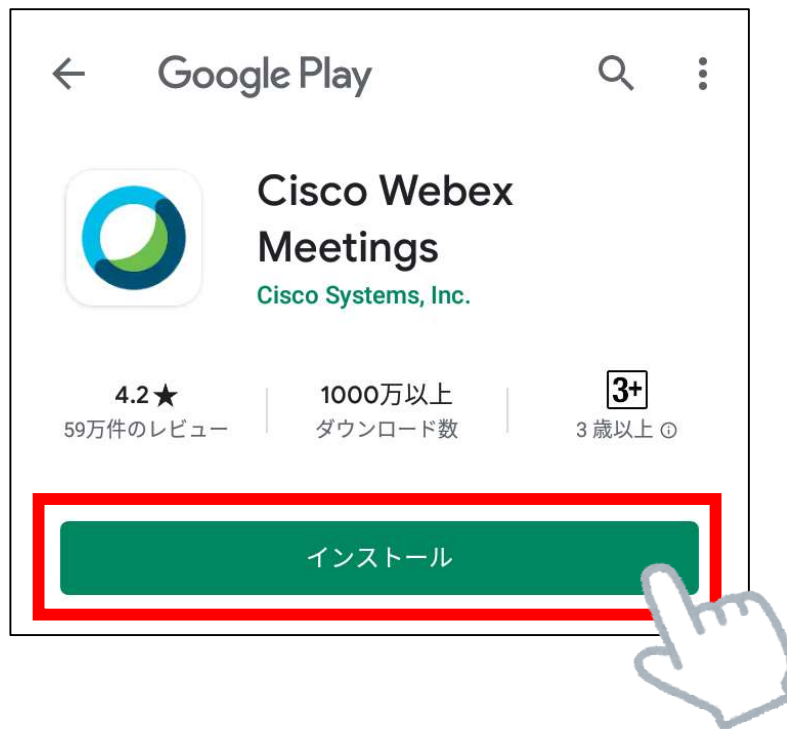 Google Play
Cisco Webex
Meetings
Cisco Systems, Inc.
4.2★ 1000万以上 3+
59万件のレビュー ダウンロード数 3 歳以上
インストール